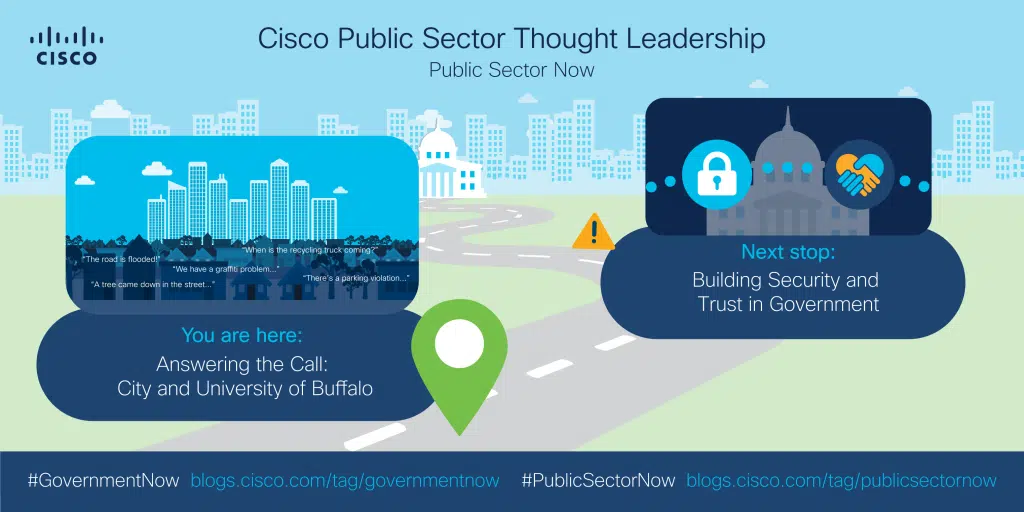 CISCO
Cisco Public Sector Thought Leadership
Public Sector Now
"When is the recycling truck coming?"
"The road is flooded!"
"We have a graffiti problem..."
"There's a parking violation..."
"A tree came down in the street..."
You are here:
Answering the Call:
City and University of Buffalo
!
Next stop:
Building Security and
Trust in Government
#GovernmentNow blogs.cisco.com/tag/governmentnow #PublicSectorNow blogs.cisco.com/tag/publicsectornow